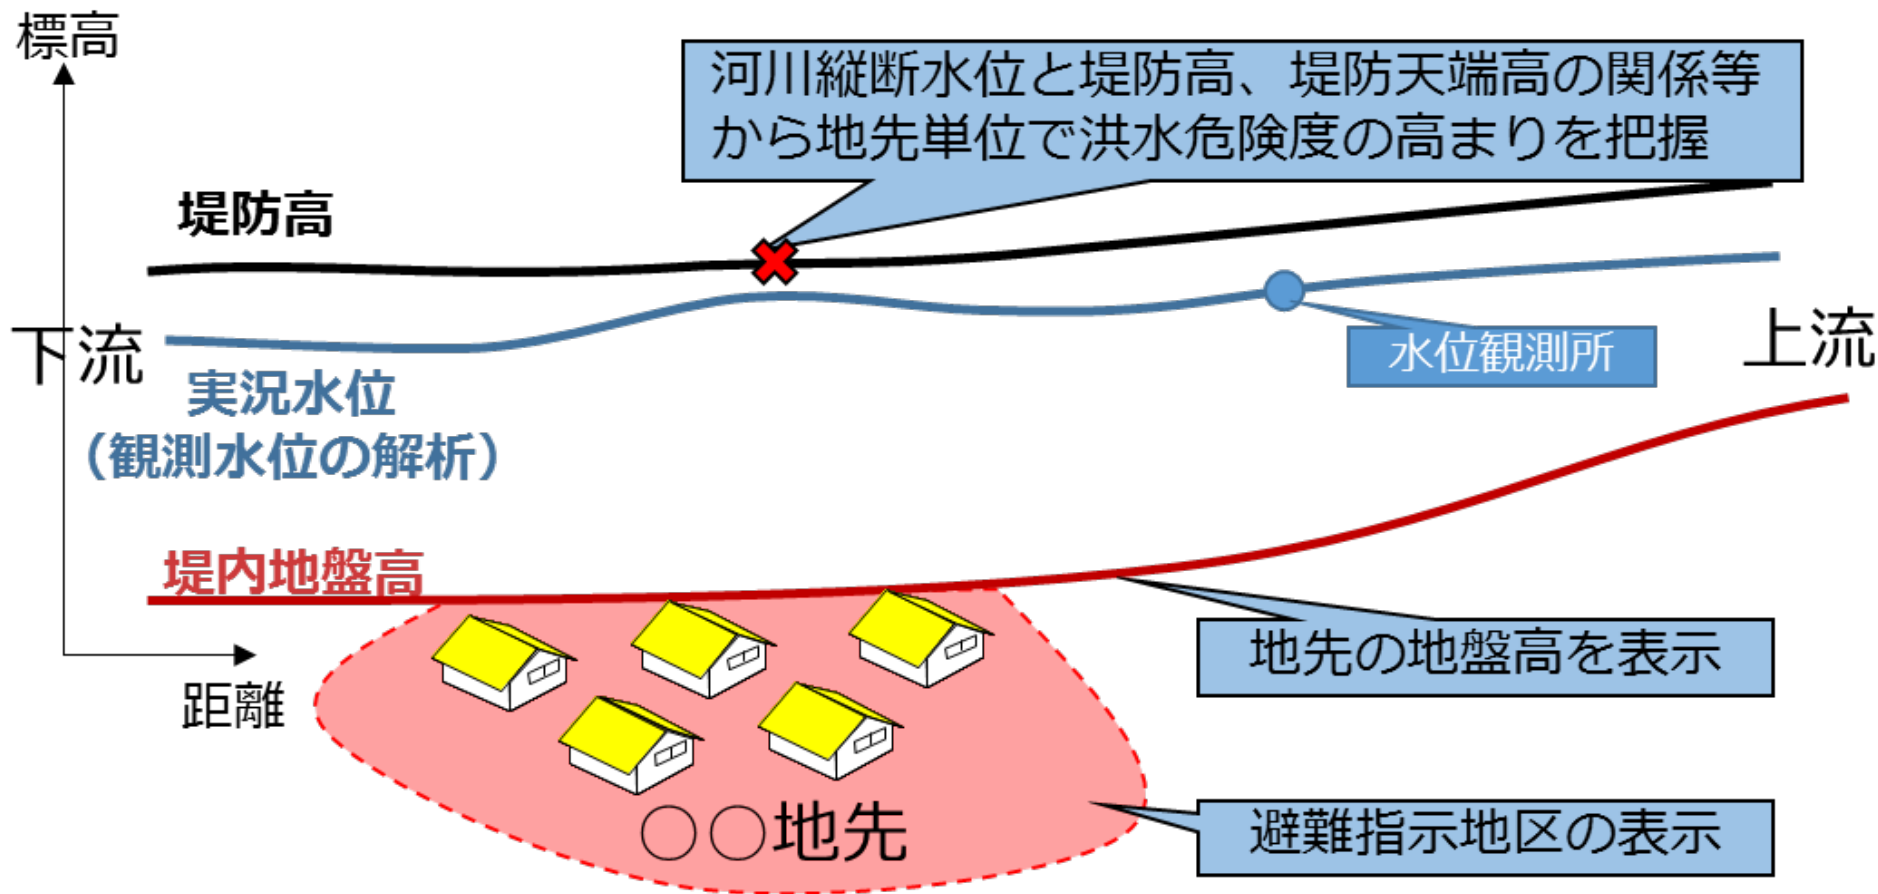 標高
河川縦断水位と堤防高、堤防天端高の関係等
から地先単位で洪水危険度の高まりを把握
堤防高
下流
上流
水位観測所
実況水位
（観測水位の解析）
堤内地盤高
地先の地盤高を表示
距離
○○地先
避難指示地区の表示